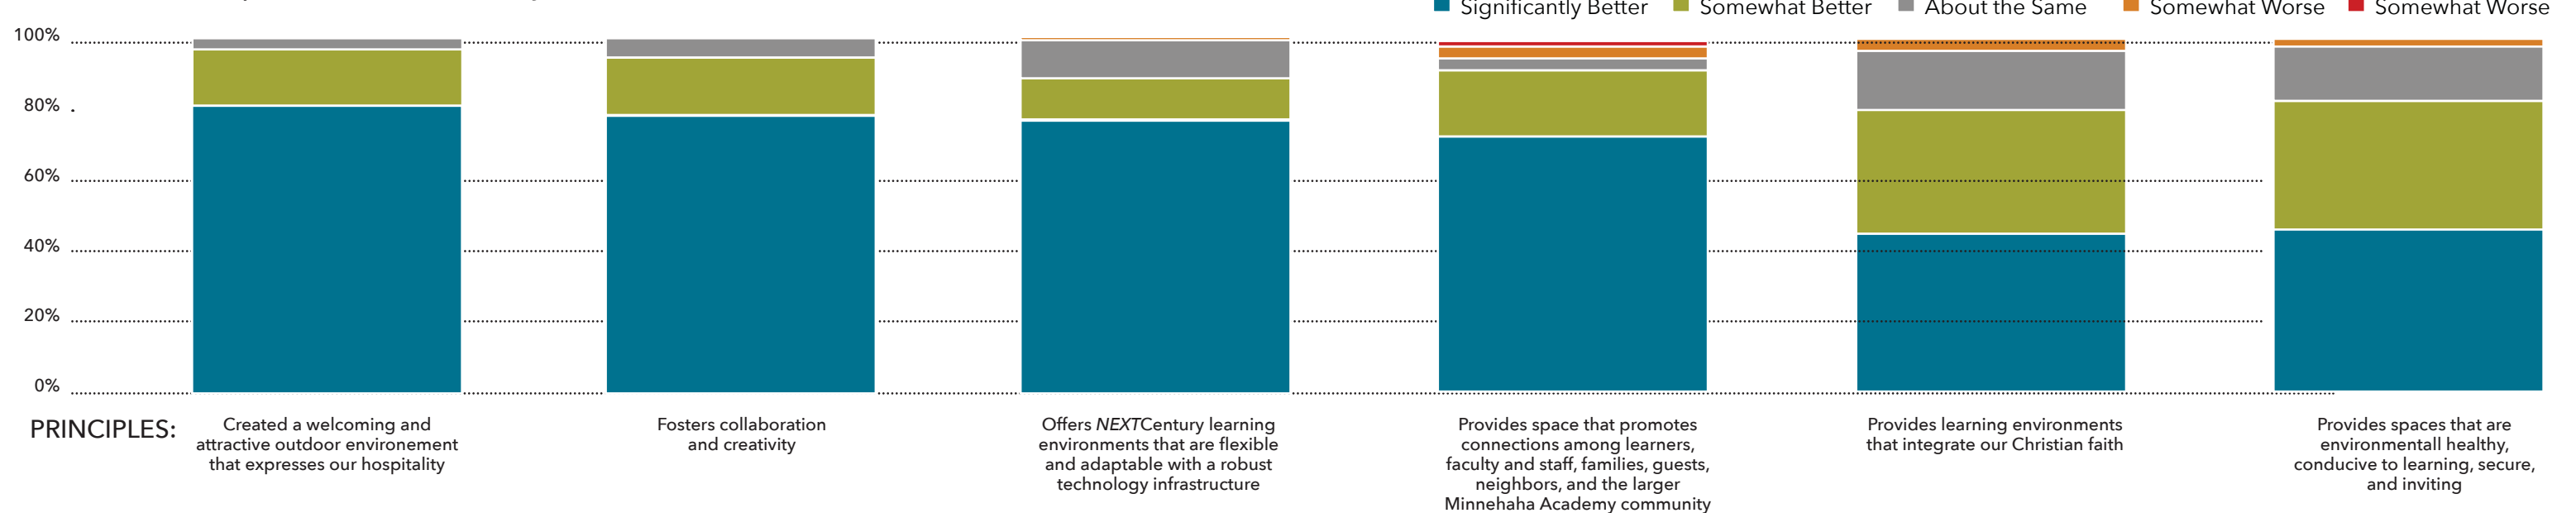 Significantly Better Somewhat Better About the Same Somewhat Worse Somewhat Worse
100%
80%
60%
40%
20%
0%
PRINCIPLES:
Created a welcoming and
attractive outdoor environement
that expresses our hospitality
Fosters collaboration
and creativity
Offers NEXTCentury learning
environments that are flexible
and adaptable with a robust
technology infrastructure
Provides space that promotes
connections among learners,
faculty and staff, families, guests,
neighbors, and the larger
Minnehaha Academy community
Provides learning environments
that integrate our Christian faith
Provides spaces that are
environmentall healthy,
conducive to learning, secure,
and inviting